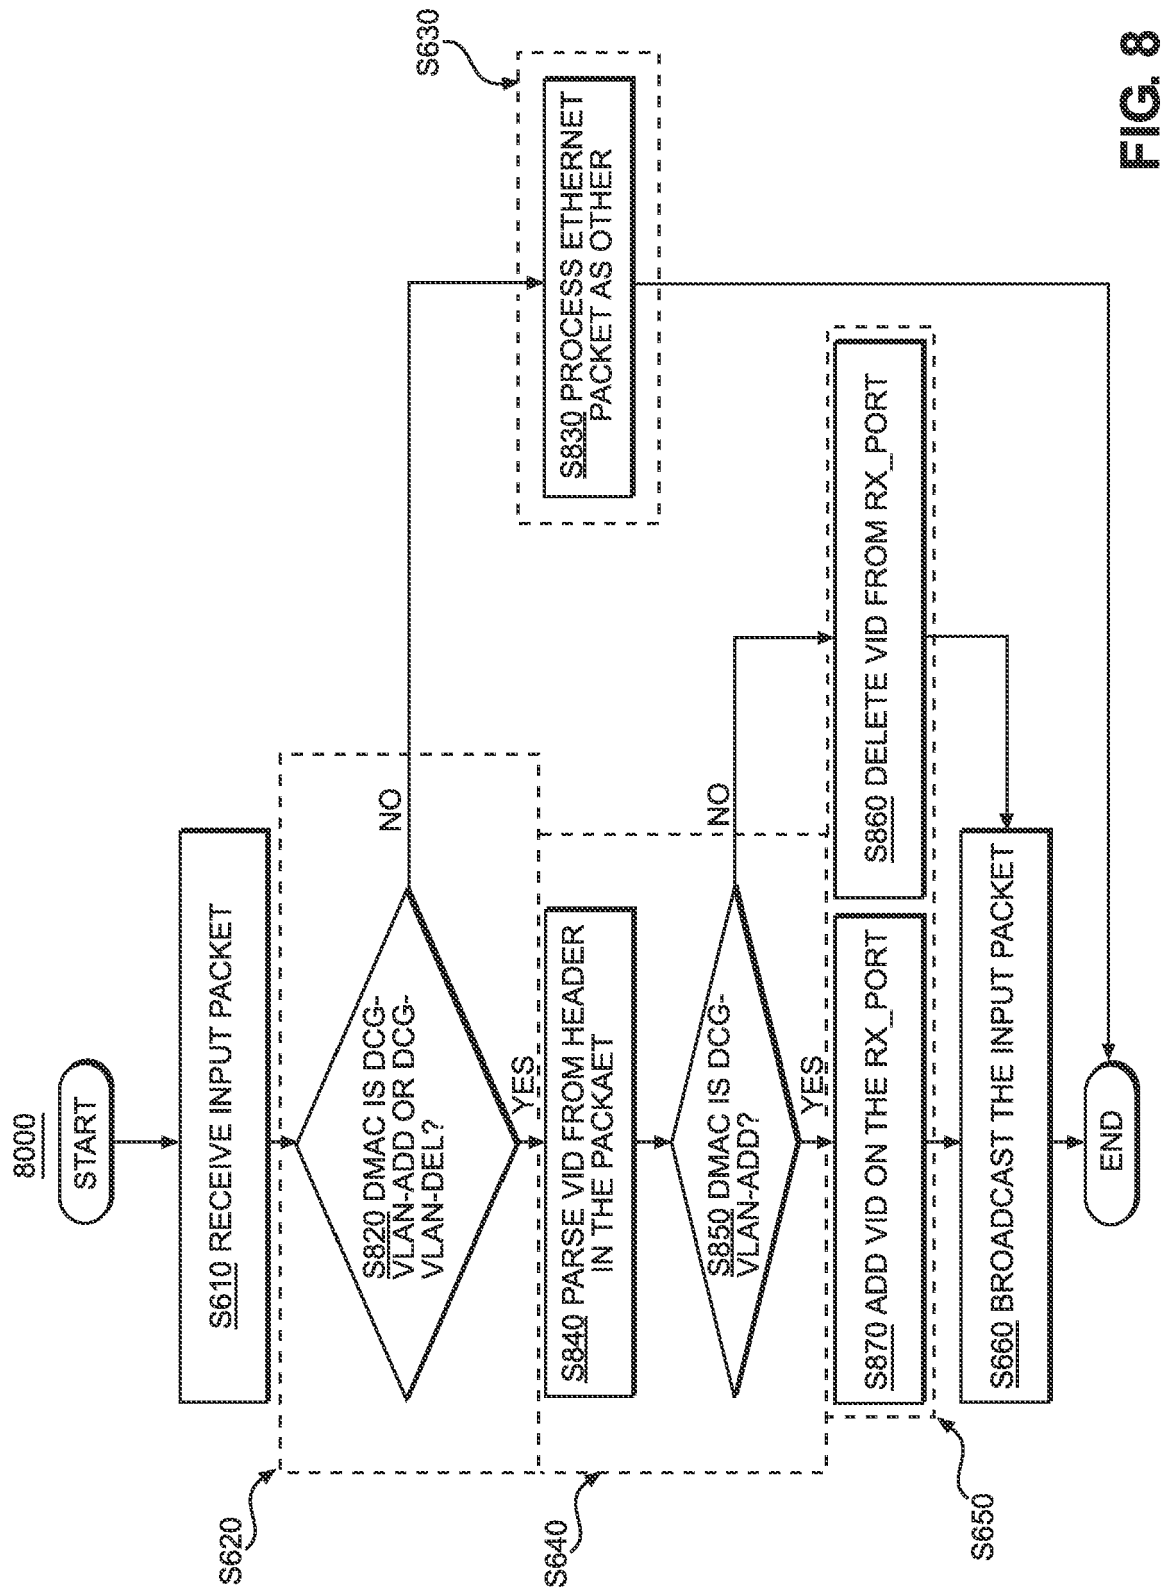 8000
START
S610 RECEIVE INPUT PACKET
S620
S820 DMAC IS DCG-
VLAN-ADD OR DCG-
VLAN-DEL?
NO
YES
S630
S830 PROCESS ETHERNET
PACKET AS OTHER
S640
S840 PARSE VID FROM HEADER
IN THE PACKAET
S850 DMAC IS DCG-
VLAN-ADD?
NO
YES
S650
S870 ADD VID ON THE RX_PORT
S860 DELETE VID FROM RX_PORT
S660 BROADCAST THE INPUT PACKET
END
FIG. 8